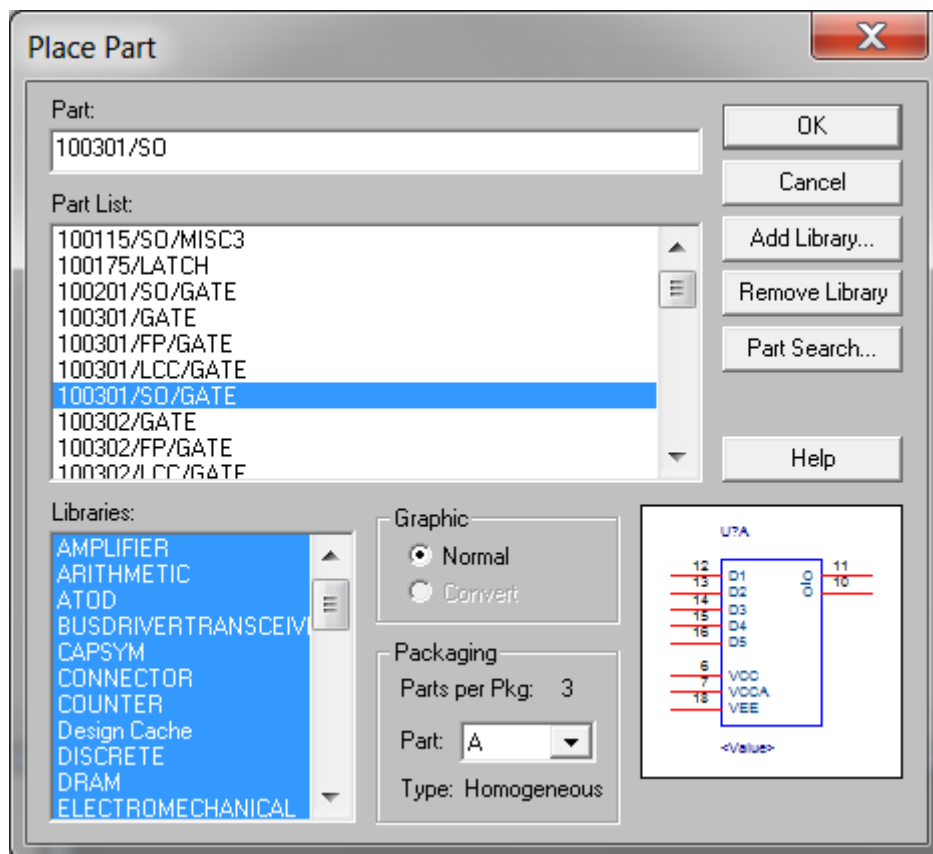 Place Part
Part:
100301/SO
OK
Cancel
Part List:
Add Library...
100115/SO/MISC3
100175/LATCH
100201/SO/GATE
Remove Library
100301/GATE
100301/FP/GATE
Part Search...
100301/LCC/GATE
100301/SO/GATE
100302/GATE
100302/FP/GATE
Help
100302/LCC/GATE
Libraries:
AMPLIFIER
ARITHMETIC
ATOD
BUSDRIVERTRANSCEIV
CAPSYM
CONNECTOR
COUNTER
Design Cache
DISCRETE
DRAM
ELECTROMECHANICAL
Graphic
Normal
Convert
Packaging
Parts per Pkg: 3
Part: A
Type: Homogeneous
U?A
12 D1 Q 11
13 D2 Q 10
14 D3
15 D4
16 D5
6 VCC
7 VCCA
18 VEE
<Value>